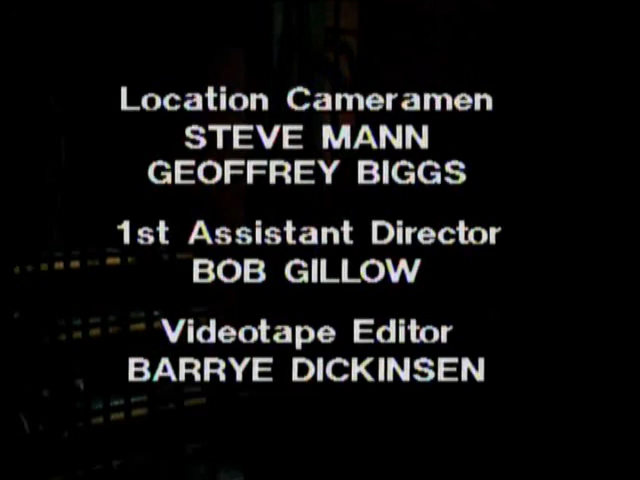 Location Cameramen
STEVE MANN
GEOFFREY BIGGS
1st Assistant Director
BOB GILLOW
Videotape Editor
BARRYE DICKINSEN